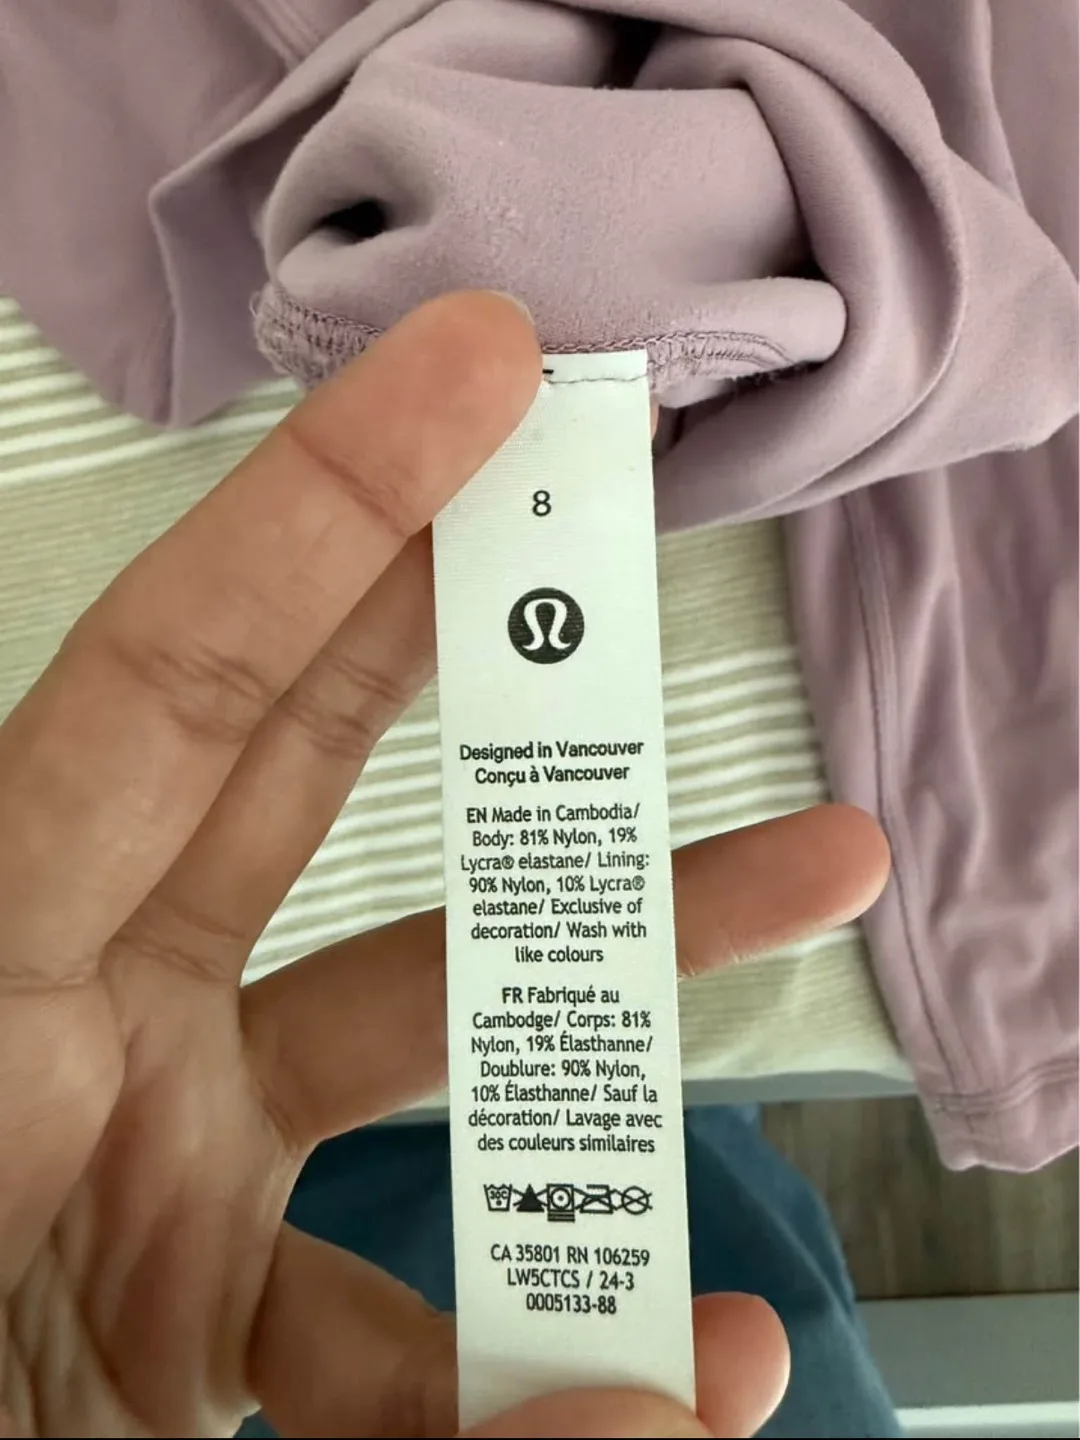 8
Designed in Vancouver
Conçu à Vancouver
EN Made in Cambodia/
Body: 81% Nylon, 19%
Lycra® elastane/ Lining:
90% Nylon, 10% Lycra®
elastane/ Exclusive of
decoration/ Wash with
like colours
FR Fabriqué au
Cambodge/ Corps: 81%
Nylon, 19% Élasthanne/
Doublure: 90% Nylon,
10% Élasthanne/ Sauf la
décoration/ Lavage avec
des couleurs similaires
30C
CA 35801 RN 106259
LW5CTCS / 24-3
0005133-88